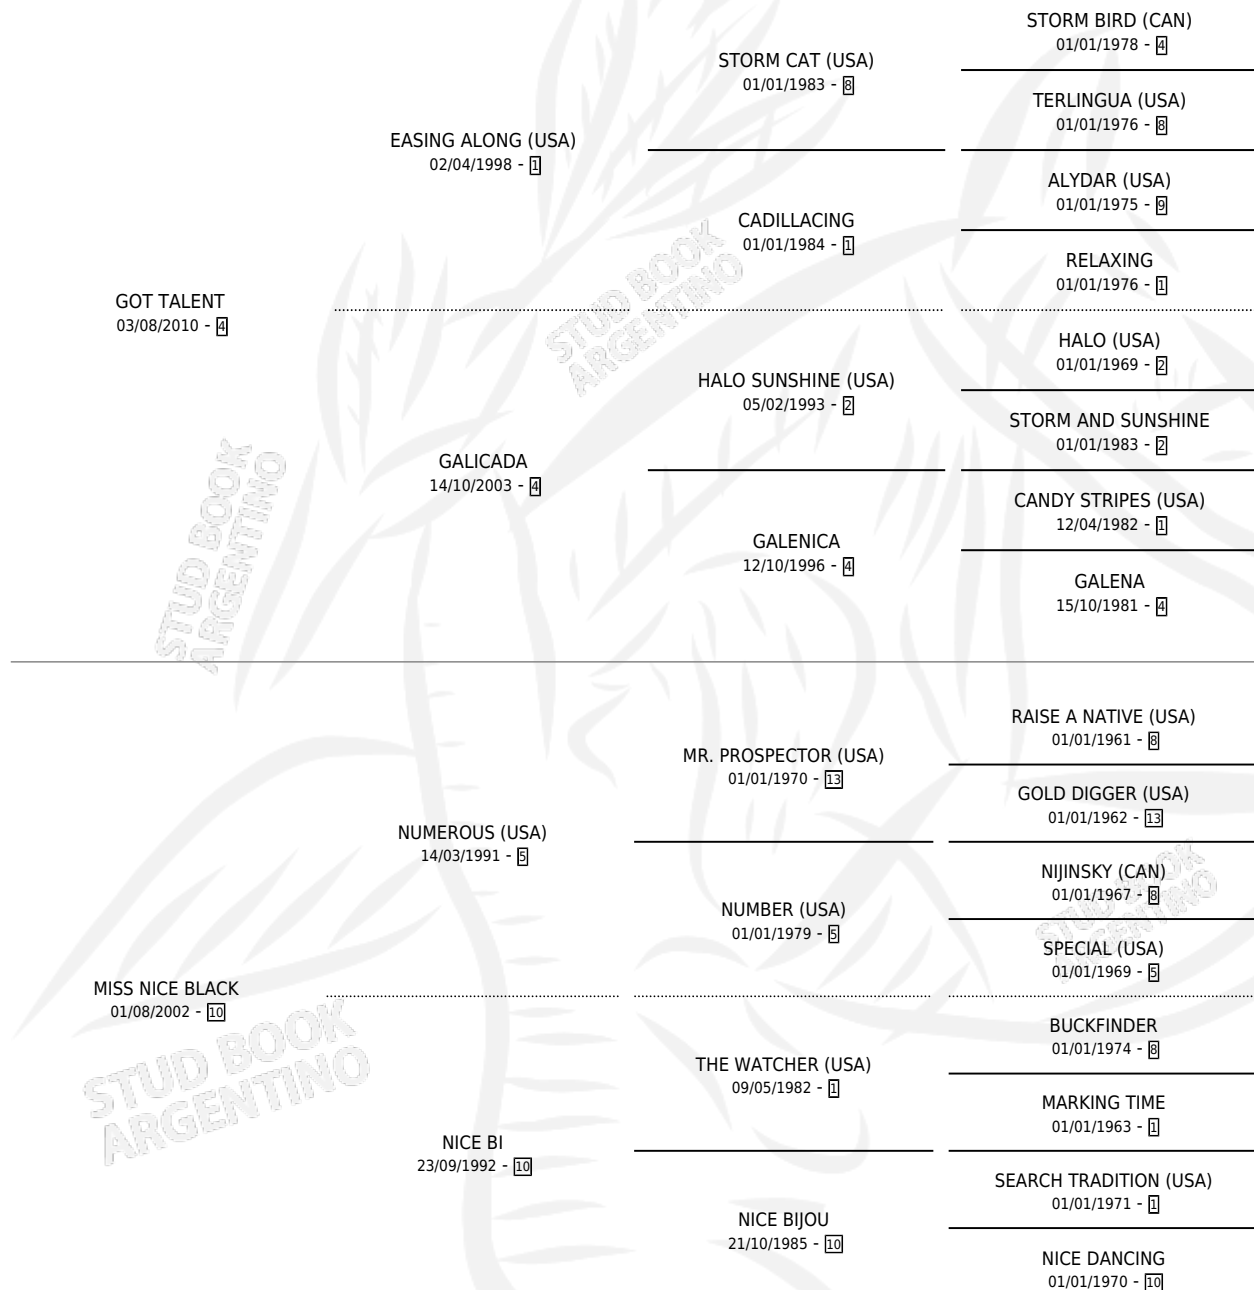 STORM BIRD (CAN)
01/01/1978 - 4
STORM CAT (USA)
01/01/1983 - 8
TERLINGUA (USA)
01/01/1976 - 8
EASING ALONG (USA)
02/04/1998 - 1
ALYDAR (USA)
01/01/1975 - 9
CADILLACING
01/01/1984 - 1
RELAXING
01/01/1976 - 1
GOT TALENT
03/08/2010 - 4
HALO (USA)
01/01/1969 - 2
HALO SUNSHINE (USA)
05/02/1993 - 2
STORM AND SUNSHINE
01/01/1983 - 2
GALICADA
14/10/2003 - 4
CANDY STRIPES (USA)
12/04/1982 - 1
GALENICA
12/10/1996 - 4
GALENA
15/10/1981 - 4
RAISE A NATIVE (USA)
01/01/1961 - 8
MR. PROSPECTOR (USA)
01/01/1970 - 13
GOLD DIGGER (USA)
01/01/1962 - 13
NUMEROUS (USA)
14/03/1991 - 5
NIJINSKY (CAN)
01/01/1967 - 8
NUMBER (USA)
01/01/1979 - 5
SPECIAL (USA)
01/01/1969 - 5
MISS NICE BLACK
01/08/2002 - 10
BUCKFINDER
01/01/1974 - 8
THE WATCHER (USA)
09/05/1982 - 1
MARKING TIME
01/01/1963 - 1
NICE BI
23/09/1992 - 10
SEARCH TRADITION (USA)
01/01/1971 - 1
NICE BIJOU
21/10/1985 - 10
NICE DANCING
01/01/1970 - 10
STUD BOOK
ARGENTINO
STUD BOOK
ARGENTINO
STUD BOOK
ARGENTINO
STUD BOOK
ARGENTINO